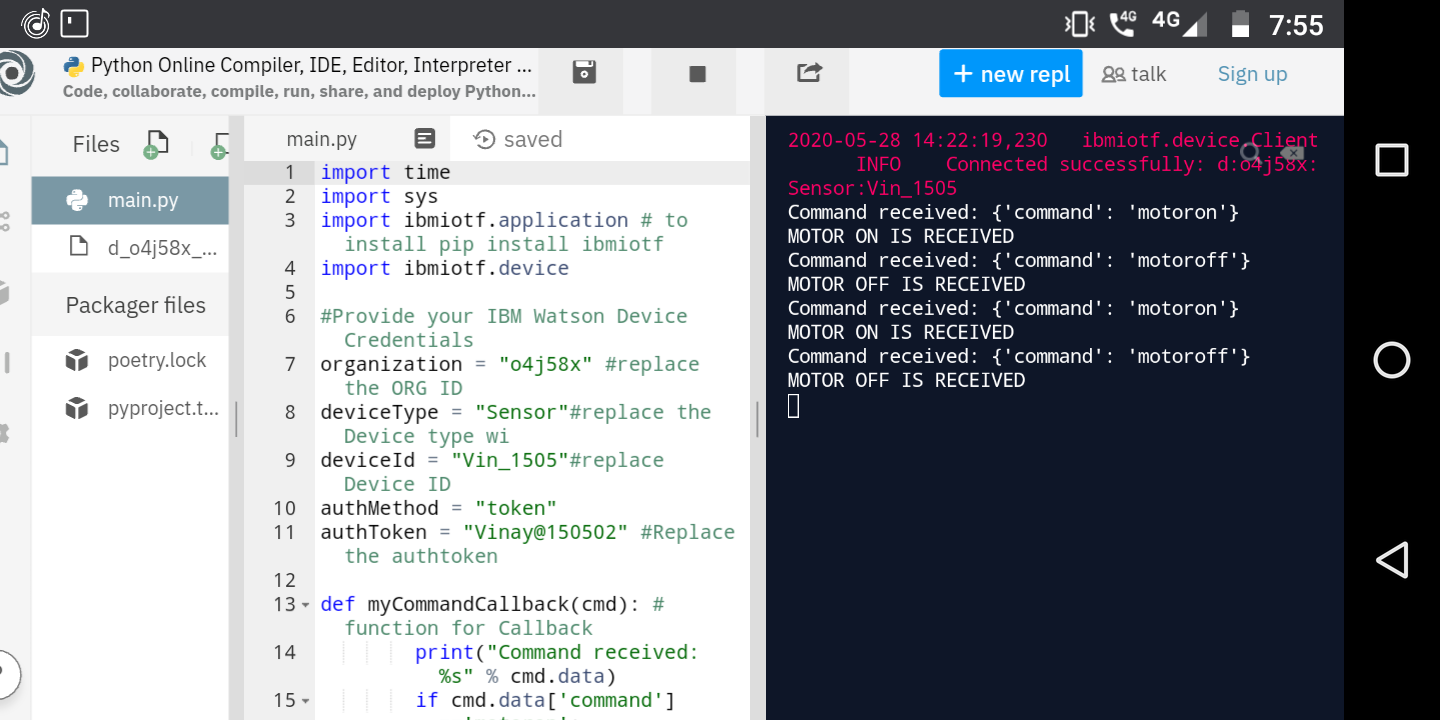 4G 4G 7:55
Python Online Compiler, IDE, Editor, Interpreter ...
Code, collaborate, compile, run, share, and deploy Python...
+ new repl
talk
Sign up
Files
main.py
d_o4j58x_...
Packager files
poetry.lock
pyproject.t...
main.py
saved
1 import time
2 import sys
3 import ibmiotf.application # to
install pip install ibmiotf
4 import ibmiotf.device
5
6 #Provide your IBM Watson Device
Credentials
7 organization = "o4j58x" #replace
the ORG ID
8 deviceType = "Sensor"#replace the
Device type wi
9 deviceId = "Vin_1505"#replace
Device ID
10 authMethod = "token"
11 authToken = "Vinay@150502" #Replace
the authtoken
12
13 def myCommandCallback(cmd): #
function for Callback
14 print("Command received:
%s" % cmd.data)
15 if cmd.data['command']
2020-05-28 14:22:19,230 ibmiotf.device.Client
INFO Connected successfully: d:o4j58x:
Sensor:Vin_1505
Command received: {'command': 'motoron'}
MOTOR ON IS RECEIVED
Command received: {'command': 'motoroff'}
MOTOR OFF IS RECEIVED
Command received: {'command': 'motoron'}
MOTOR ON IS RECEIVED
Command received: {'command': 'motoroff'}
MOTOR OFF IS RECEIVED